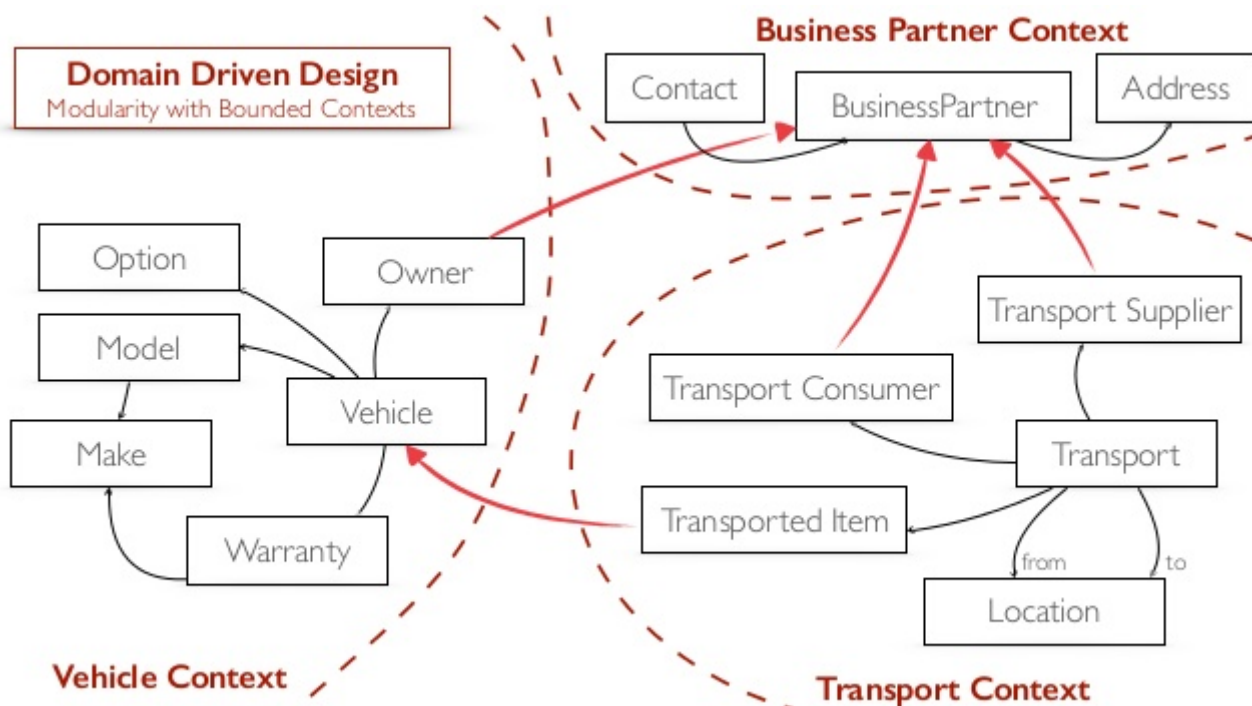 Domain Driven Design
Modularity with Bounded Contexts
Business Partner Context
Contact
BusinessPartner
Address
Option
Owner
Model
Vehicle
Make
Warranty
Vehicle Context
Transport Supplier
Transport Consumer
Transport
Transported Item
from
to
Location
Transport Context